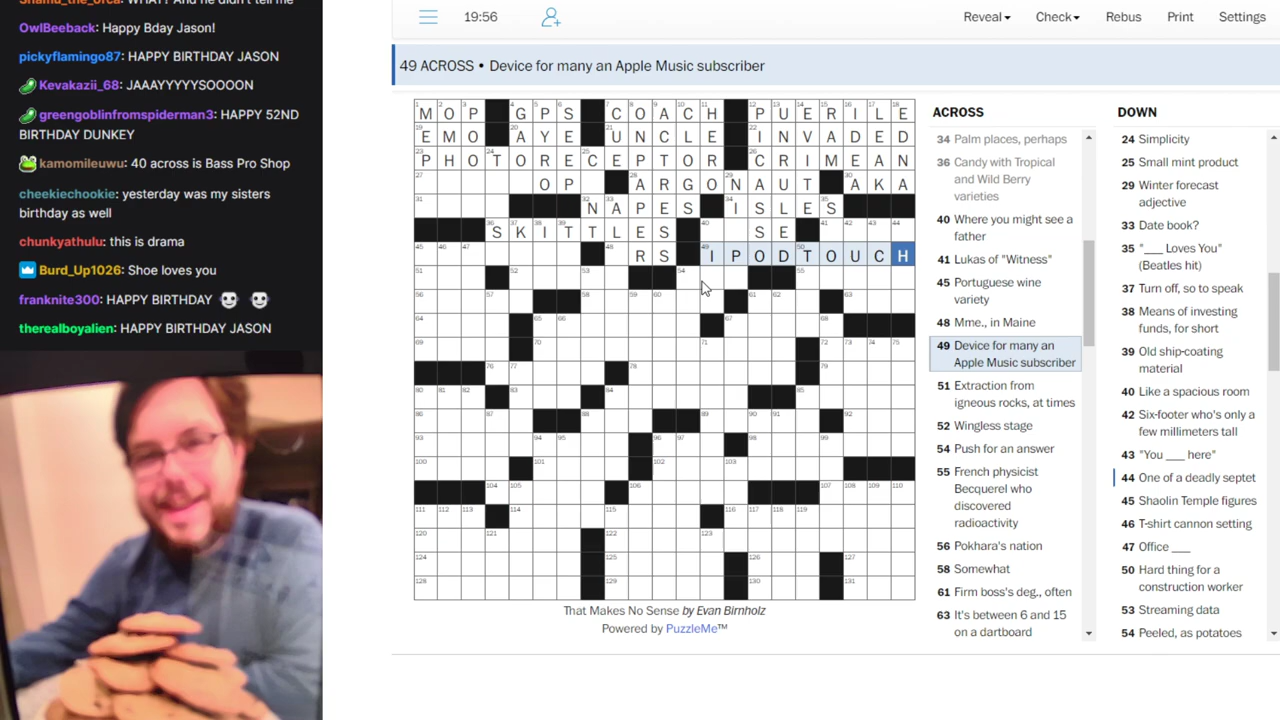 Shamu_the_orca: WHAT? And he didn't tell me
OwlBeeback: Happy Bday Jason!
pickyflamingo87: HAPPY BIRTHDAY JASON
Kevakazii_68: JAAAYYYYYSOOOON
greengoblinfromspiderman3: HAPPY 52ND
BIRTHDAY DUNKEY
kamomileuwu: 40 across is Bass Pro Shop
cheekiechookie: yesterday was my sisters
birthday as well
chunkyathulu: this is drama
Burd_Up1026: Shoe loves you
franknite300: HAPPY BIRTHDAY
therealboyalien: HAPPY BIRTHDAY JASON
19:56
Reveal
Check
Rebus
Print
Settings
49 ACROSS • Device for many an Apple Music subscriber
MOP GPS COACH PUERILE
EMO AYE UNCLE INVADED
PHOTORECEPTOR CRIMEAN
OP ARGONAUT AKA
NAPES ISLES
SKITTLES SE
RS IPODTOUCH
That Makes No Sense by Evan Birnholz
Powered by PuzzleMe™
ACROSS
34 Palm places, perhaps
36 Candy with Tropical
and Wild Berry
varieties
40 Where you might see a
father
41 Lukas of "Witness"
45 Portuguese wine
variety
48 Mme., in Maine
49 Device for many an
Apple Music subscriber
51 Extraction from
igneous rocks, at times
52 Wingless stage
54 Push for an answer
55 French physicist
Becquerel who
discovered
radioactivity
56 Pokhara's nation
58 Somewhat
61 Firm boss's deg., often
63 It's between 6 and 15
on a dartboard
DOWN
24 Simplicity
25 Small mint product
29 Winter forecast
adjective
33 Date book?
35 "___ Loves You"
(Beatles hit)
37 Turn off, so to speak
38 Means of investing
funds, for short
39 Old ship-coating
material
40 Like a spacious room
42 Six-footer who's only a
few millimeters tall
43 "You ___ here"
44 One of a deadly septet
45 Shaolin Temple figures
46 T-shirt cannon setting
47 Office ___
50 Hard thing for a
construction worker
53 Streaming data
54 Peeled, as potatoes